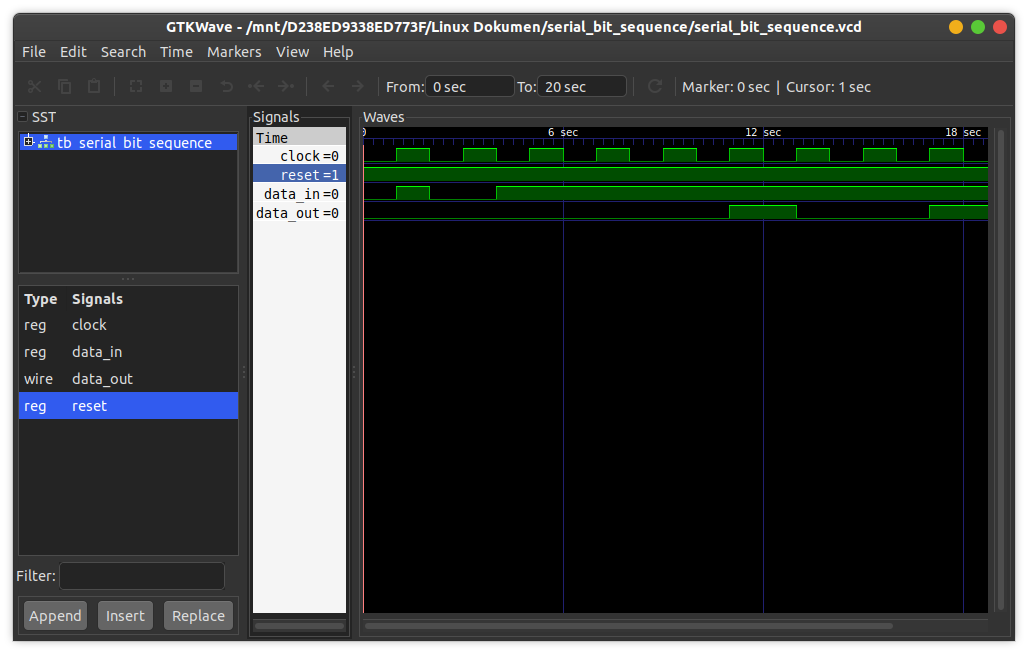 GTKWave - /mnt/D238ED9338ED773F/Linux Dokumen/serial_bit_sequence/serial_bit_sequence.vcd
File Edit Search Time Markers View Help
From: 0 sec To: 20 sec Marker: 0 sec | Cursor: 1 sec
SST
tb_serial_bit_sequence
Type Signals
reg clock
reg data_in
wire data_out
reg reset
Filter:
Append Insert Replace
Signals
Time
clock=0
reset=1
data_in=0
data_out=0
Waves
0 6 sec 12 sec 18 sec